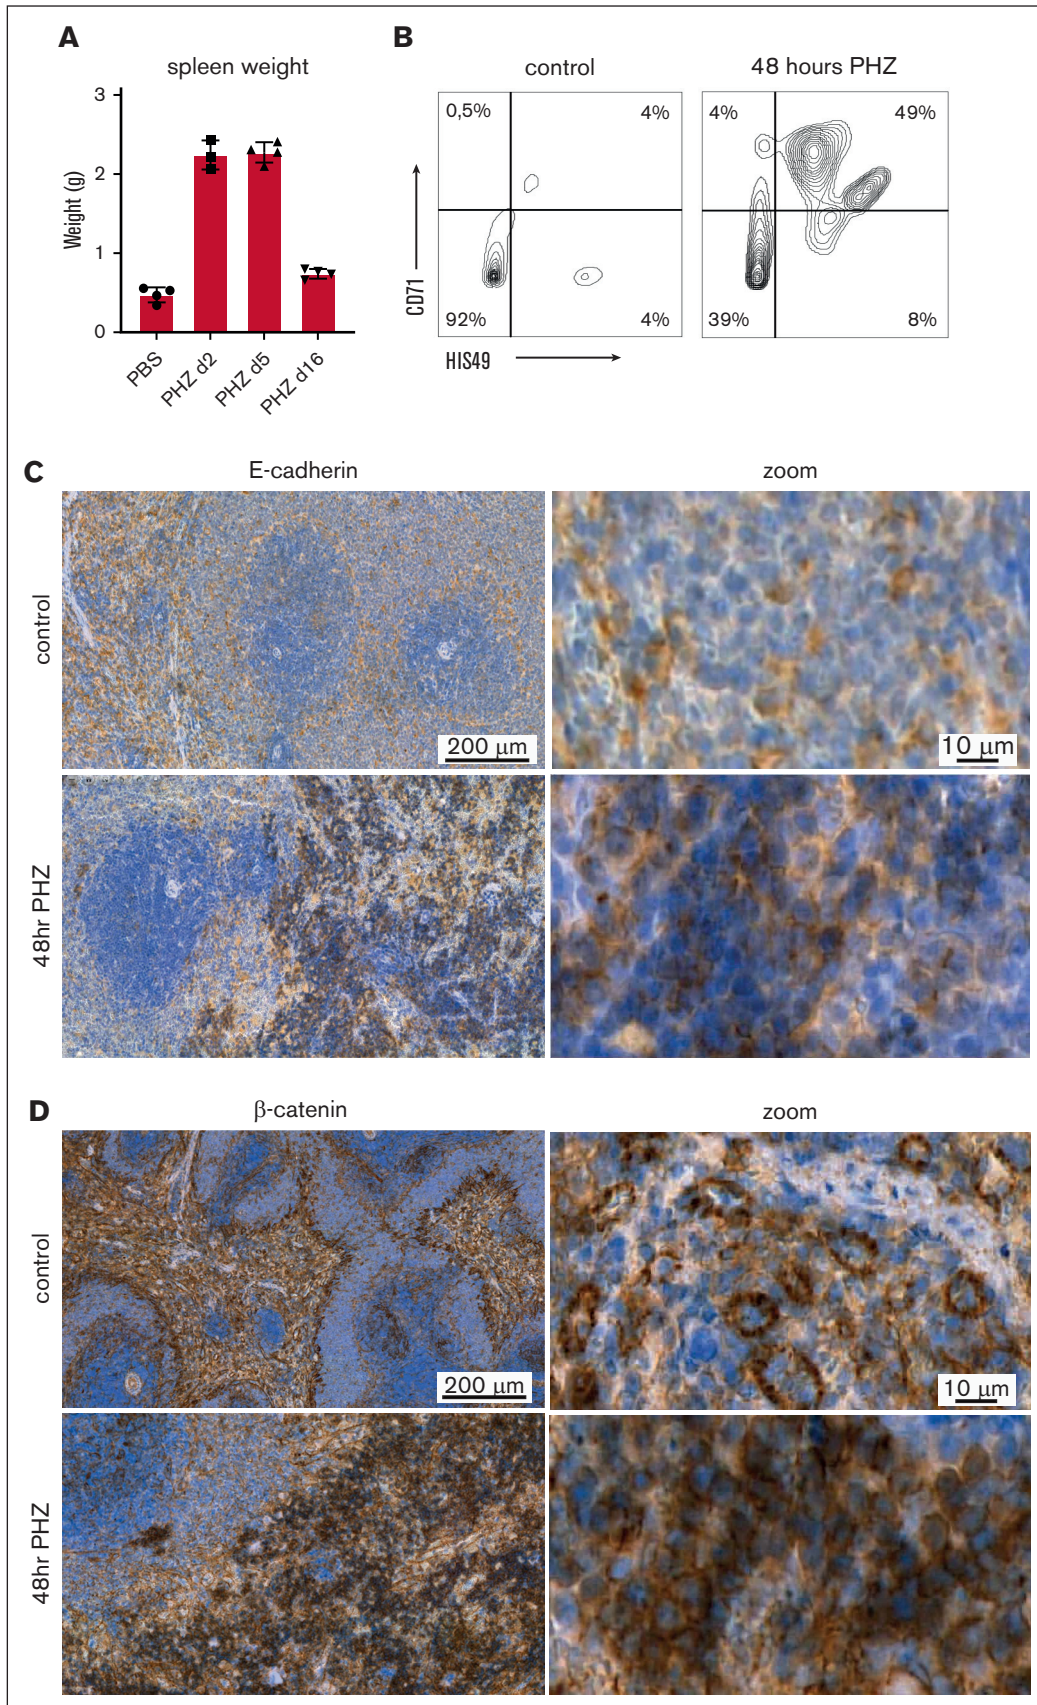 A
spleen weight
3
2
1
0
Weight (g)
PBS
PHZ d2
PHZ d5
PHZ d16
B
control
48 hours PHZ
0,5%
4%
92%
4%
4%
49%
39%
8%
CD71
HIS49
C
E-cadherin
zoom
control
200 μm
10 μm
48hr PHZ
D
β-catenin
zoom
control
200 μm
10 μm
48hr PHZ